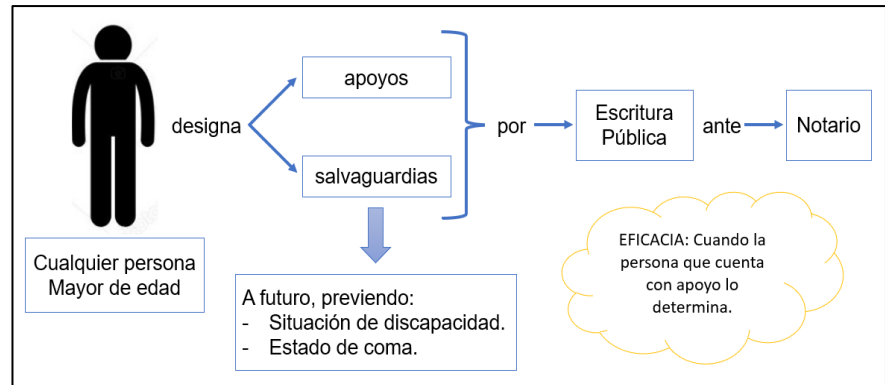 Cualquier persona
Mayor de edad
designa
apoyos
salvaguardias
A futuro, previendo:
- Situación de discapacidad.
- Estado de coma.
por
Escritura
Pública
ante
Notario
EFICACIA: Cuando la
persona que cuenta
con apoyo lo
determina.